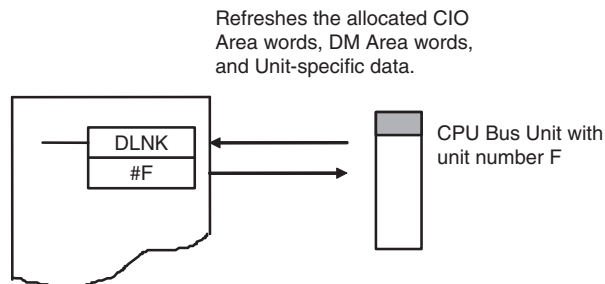 Refreshes the allocated CIO
Area words, DM Area words,
and Unit-specific data.
DLNK
#F
CPU Bus Unit with
unit number F